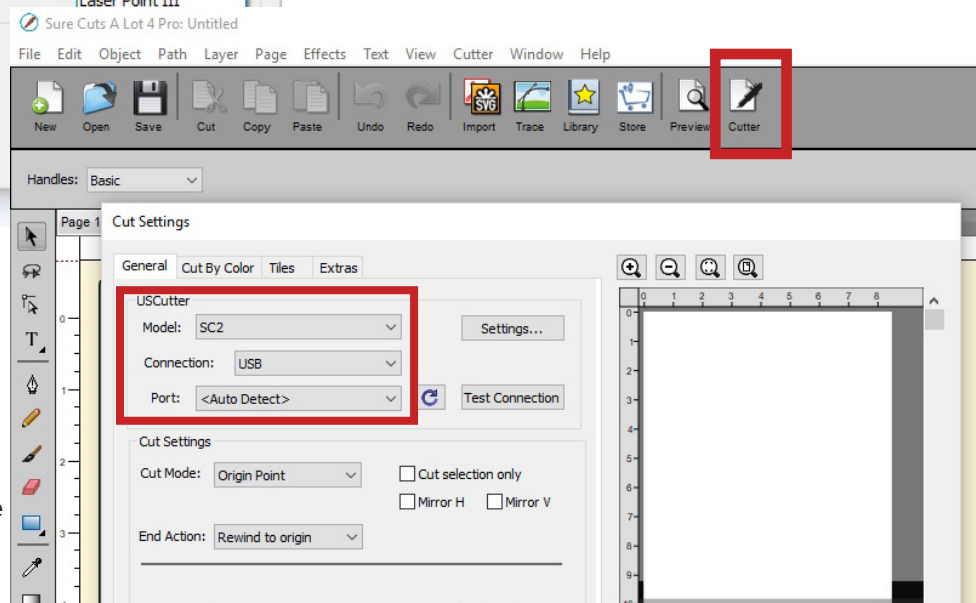 Laser Point III
Sure Cuts A Lot 4 Pro: Untitled
File Edit Object Path Layer Page Effects Text View Cutter Window Help
SVG
New Open Save Cut Copy Paste Undo Redo Import Trace Library Store Preview Cutter
Handles: Basic
Page 1
Cut Settings
General Cut By Color Tiles Extras
USCutter
Model: SC2 Settings...
Connection: USB
Port: <Auto Detect> Test Connection
Cut Settings
Cut Mode: Origin Point Cut selection only
Mirror H Mirror V
End Action: Rewind to origin
T
e
0
1
2
3
0 1 2 3 4 5 6 7 8
0
1
2
3
4
5
6
7
8
9
10